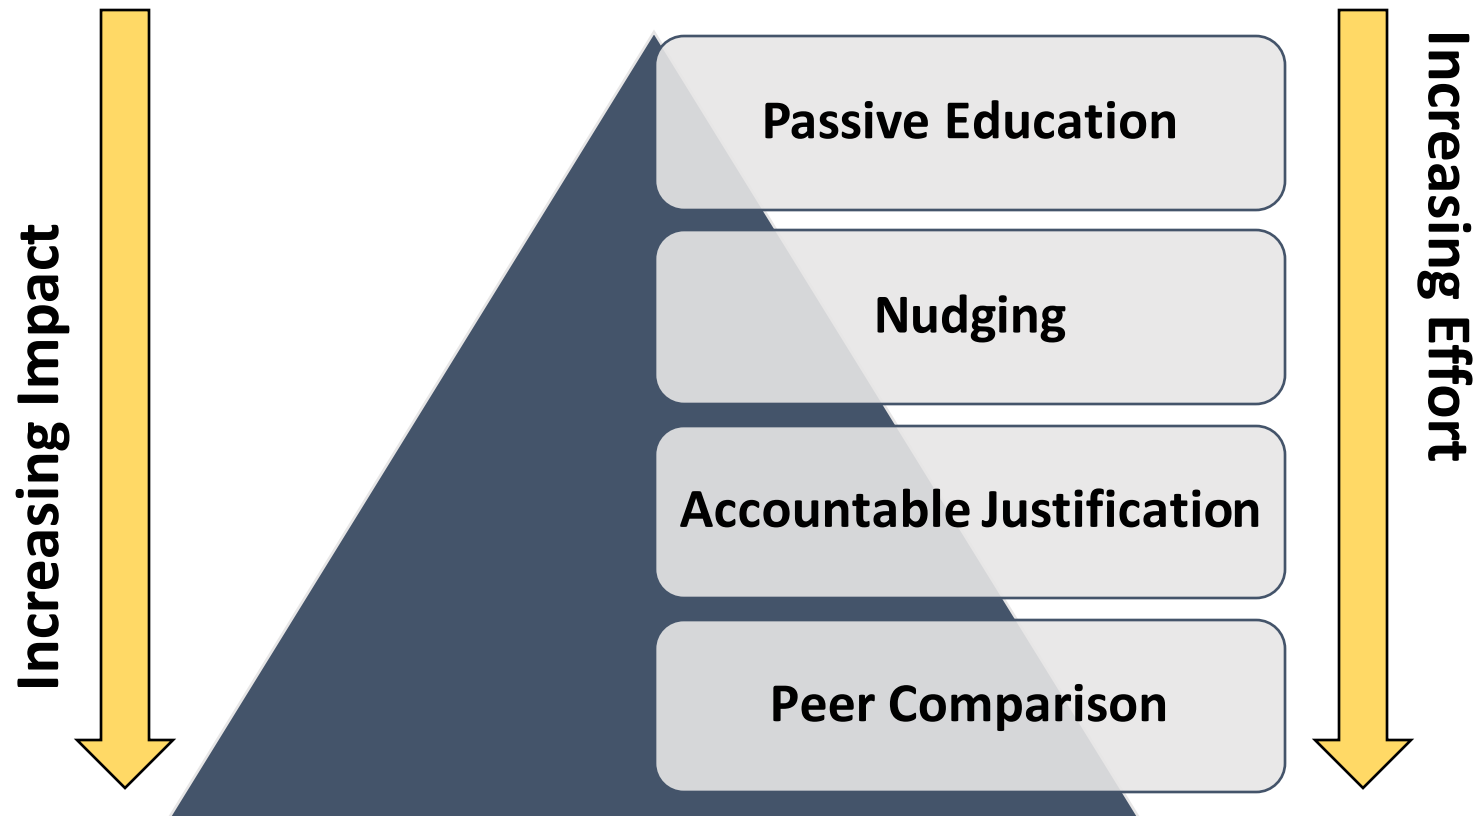 Increasing Impact
Passive Education
Nudging
Accountable Justification
Peer Comparison
Increasing Effort